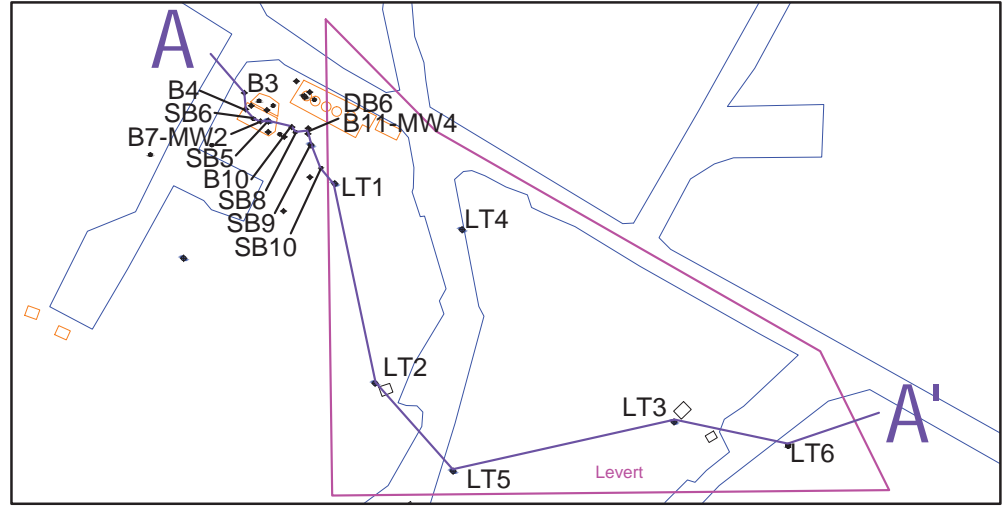 A
B3
B4
DB6
SB6
B11-MW4
B7-MW2
SB5
B10
LT1
SB8
SB9
LT4
SB10
LT2
LT3
A'
LT6
LT5
Levert